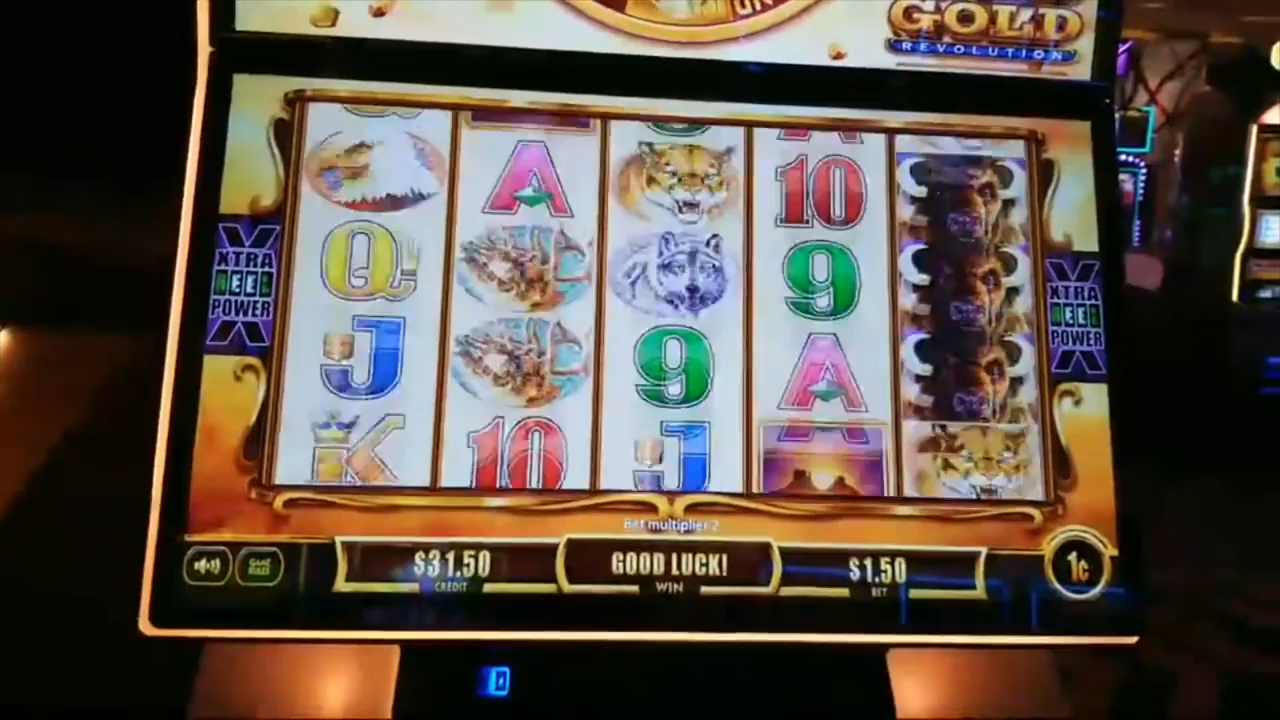 GOLD
REVOLUTION
A
10
Q
9
XTRA
REEL
POWER
XTRA
REEL
POWER
J
9
A
K
10
J
Bet multiplier 2
$31.50
GOOD LUCK!
$1.50
1¢
CREDIT
WIN
BET